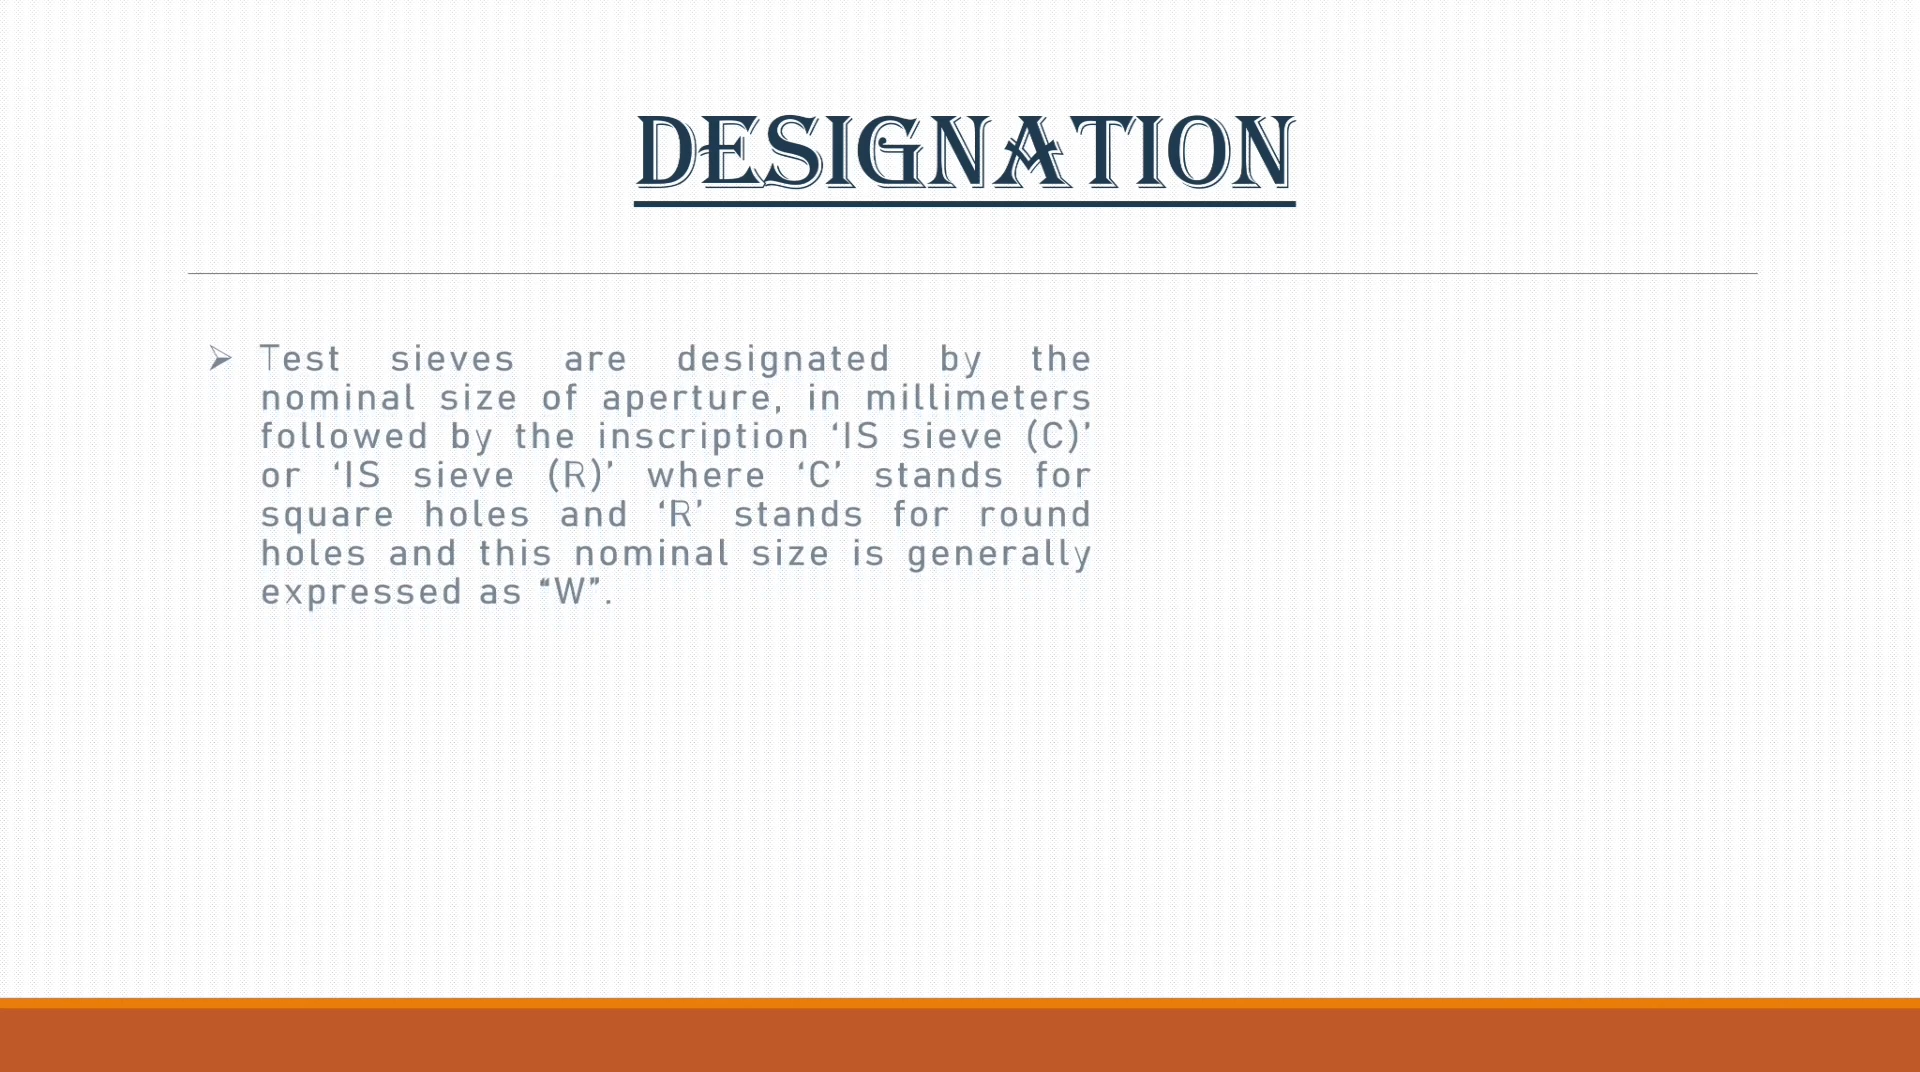 DESIGNATION
➢ Test sieves are designated by the
nominal size of aperture, in millimeters
followed by the inscription ‘IS sieve (C)’
or ‘IS sieve (R)’ where ‘C’ stands for
square holes and ‘R’ stands for round
holes and this nominal size is generally
expressed as “W”.